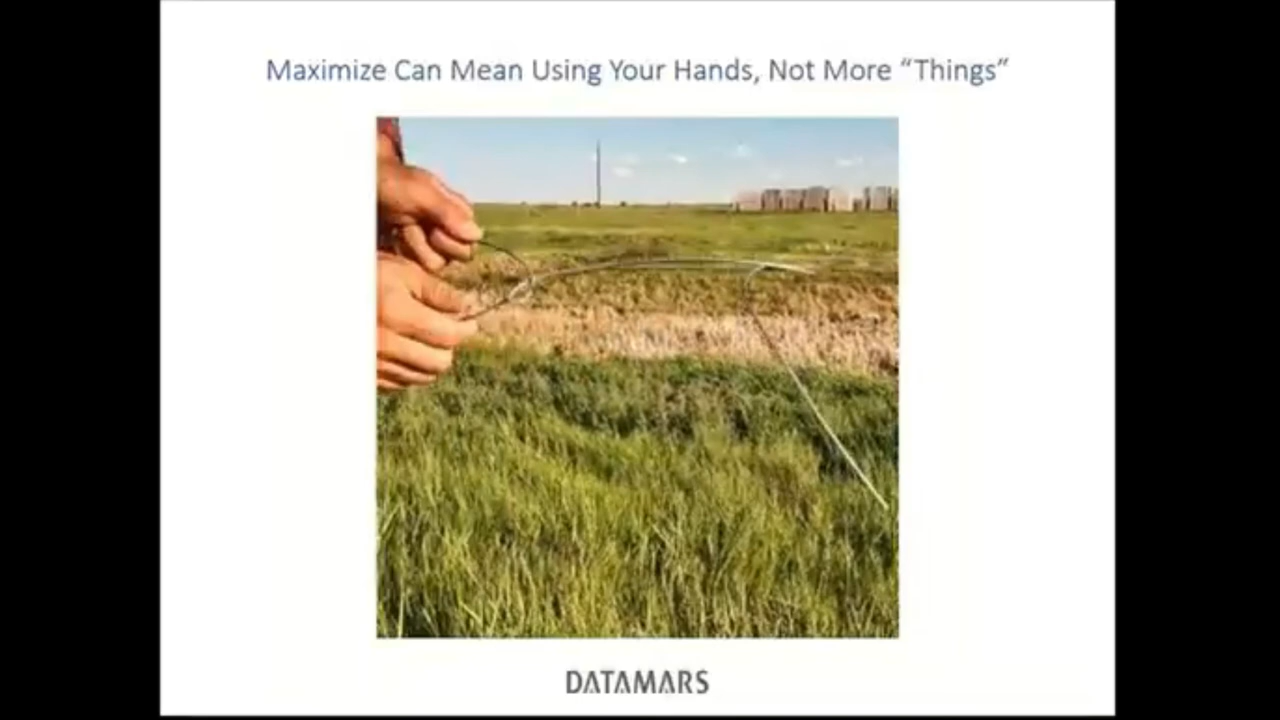 Maximize Can Mean Using Your Hands, Not More “Things”
DATAMARS